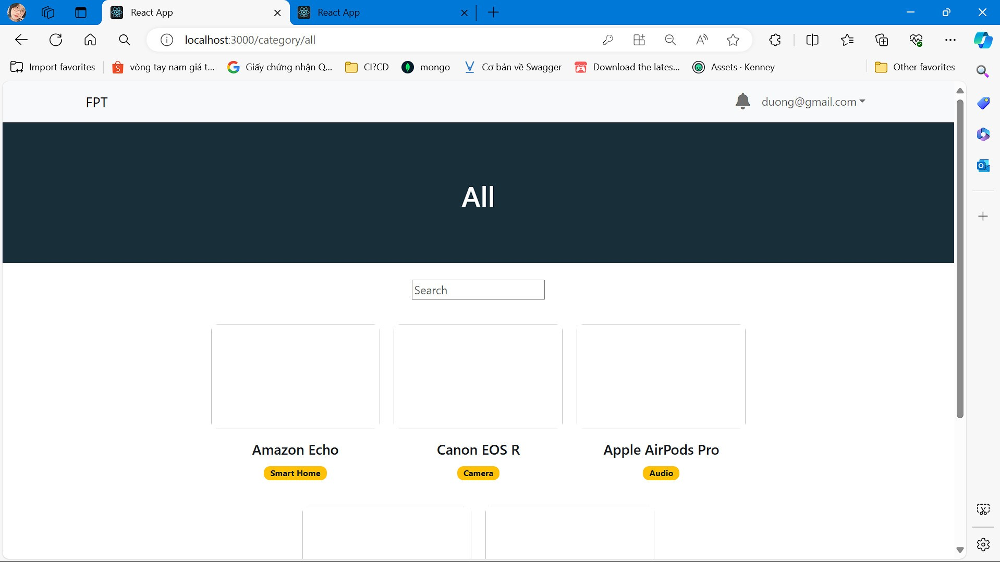 React App
React App
localhost:3000/category/all
Import favorites
vòng tay nam giá t...
Giấy chứng nhận Q...
CI?CD
mongo
Cơ bản về Swagger
Download the lates...
Assets · Kenney
Other favorites
FPT
duong@gmail.com
All
Search
Amazon Echo
Canon EOS R
Apple AirPods Pro
Smart Home
Camera
Audio